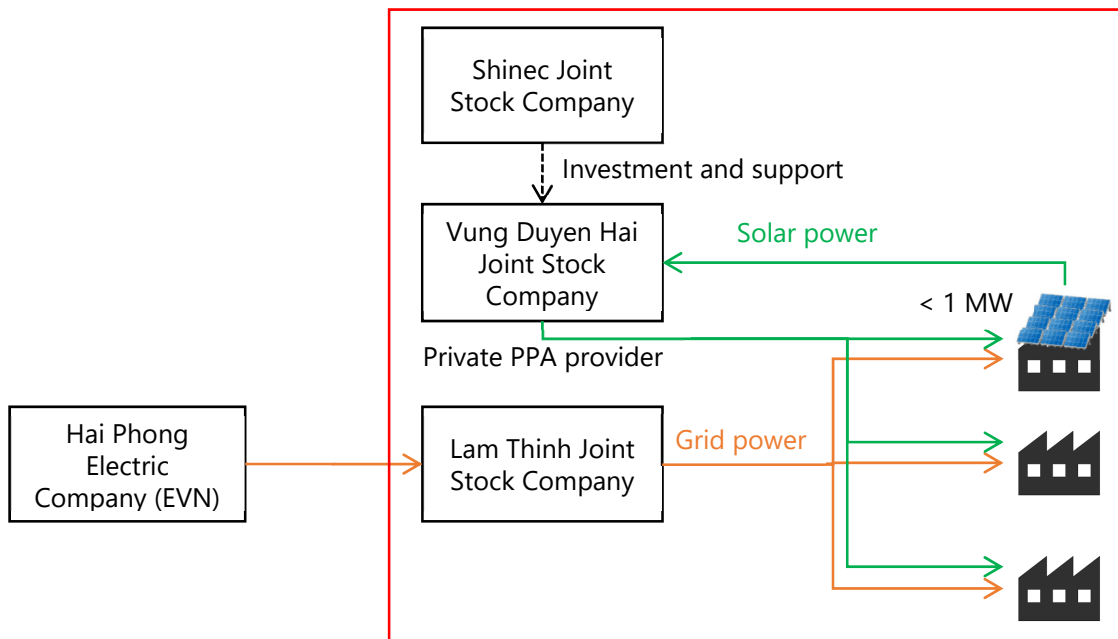 Shinec Joint
Stock Company
Investment and support
Vung Duyen Hai
Joint Stock
Company
Solar power
< 1 MW
Private PPA provider
Hai Phong
Electric
Company (EVN)
Lam Thinh Joint
Stock Company
Grid power